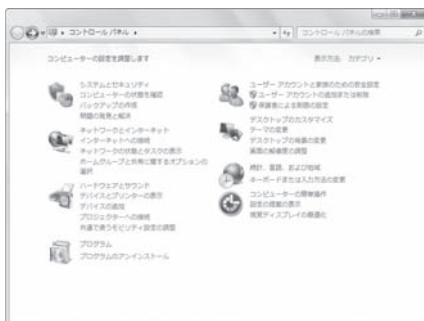 コントロール パネル
コントロール パネルの検索
コンピューターの設定を調整します
表示方法: カテゴリ
システムとセキュリティ
コンピューターの状態を確認
バックアップの作成
問題の発見と解決
ネットワークとインターネット
インターネットへの接続
ネットワークの状態とタスクの表示
ホームグループと共有に関するオプションの
選択
ハードウェアとサウンド
デバイスとプリンターの表示
デバイスの追加
プロジェクターへの接続
共通で使うモビリティ設定の調整
プログラム
プログラムのアンインストール
ユーザー アカウントと家族のための安全設定
ユーザー アカウントの追加または削除
保護者による制限の設定
デスクトップのカスタマイズ
テーマの変更
デスクトップの背景の変更
画面の解像度の調整
時計、言語、および地域
キーボードまたは入力方法の変更
コンピューターの簡単操作
設定の提案の表示
視覚ディスプレイの最適化